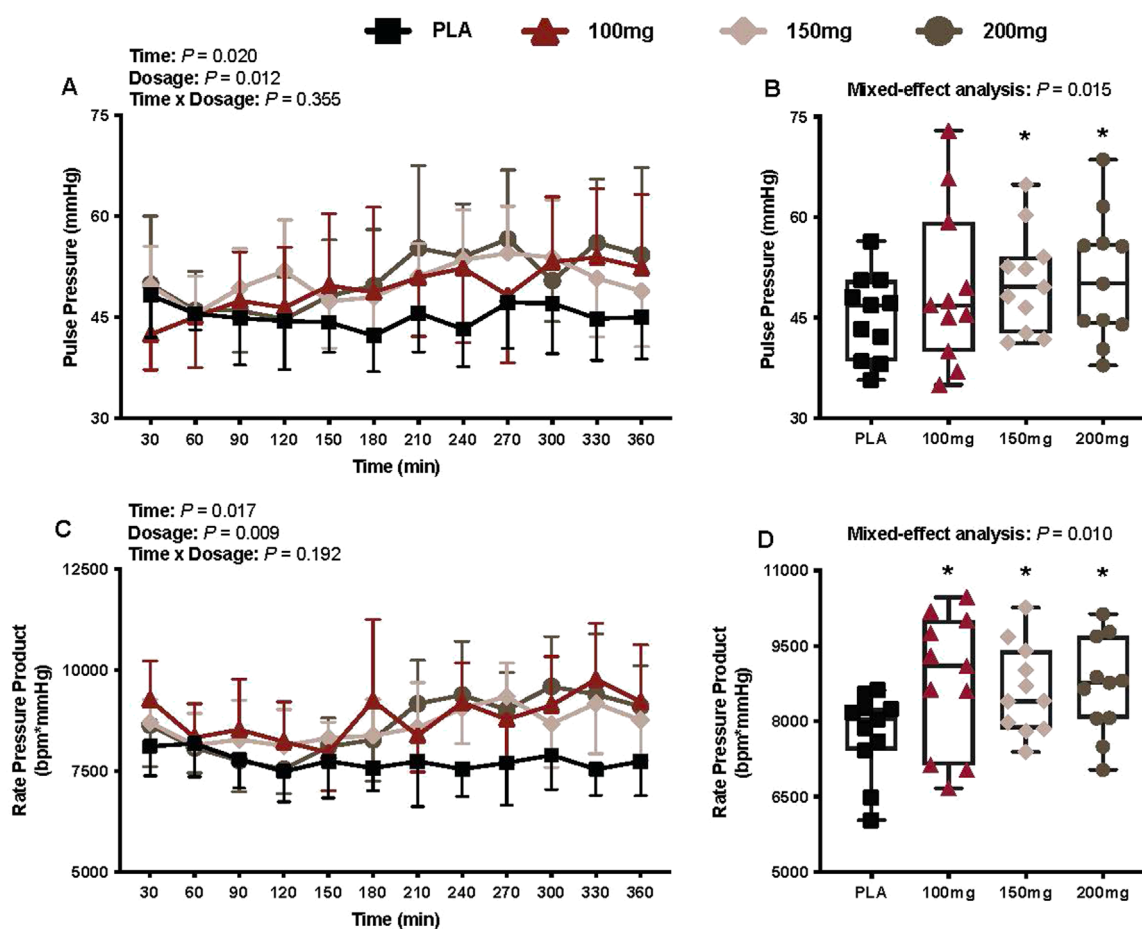 PLA 100mg 150mg 200mg
Time: P = 0.020
Dosage: P = 0.012
Time x Dosage: P = 0.355
A
75
60
45
30
Pulse Pressure (mmHg)
30 60 90 120 150 180 210 240 270 300 330 360
Time (min)
B
Mixed-effect analysis: P = 0.015
75
60
45
30
Pulse Pressure (mmHg)
* *
PLA 100mg 150mg 200mg
Time: P = 0.017
Dosage: P = 0.009
Time x Dosage: P = 0.192
C
12500
10000
7500
5000
Rate Pressure Product
(bpm*mmHg)
30 60 90 120 150 180 210 240 270 300 330 360
Time (min)
D
Mixed-effect analysis: P = 0.010
11000
9500
8000
6500
5000
Rate Pressure Product
(bpm*mmHg)
* * *
PLA 100mg 150mg 200mg